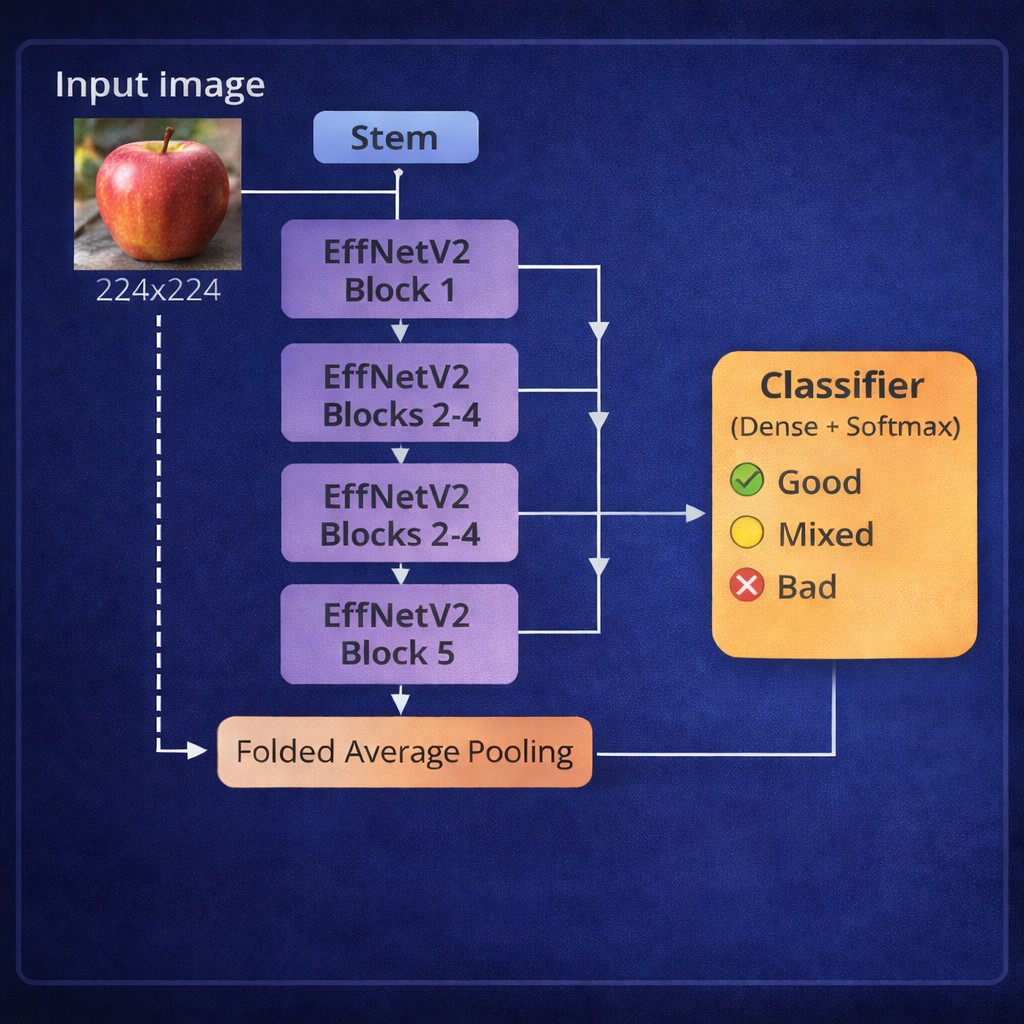 Input image
224x224
Stem
EffNetV2
Block 1
EffNetV2
Blocks 2-4
EffNetV2
Blocks 2-4
EffNetV2
Block 5
Folded Average Pooling
Classifier
(Dense + Softmax)
Good
Mixed
Bad